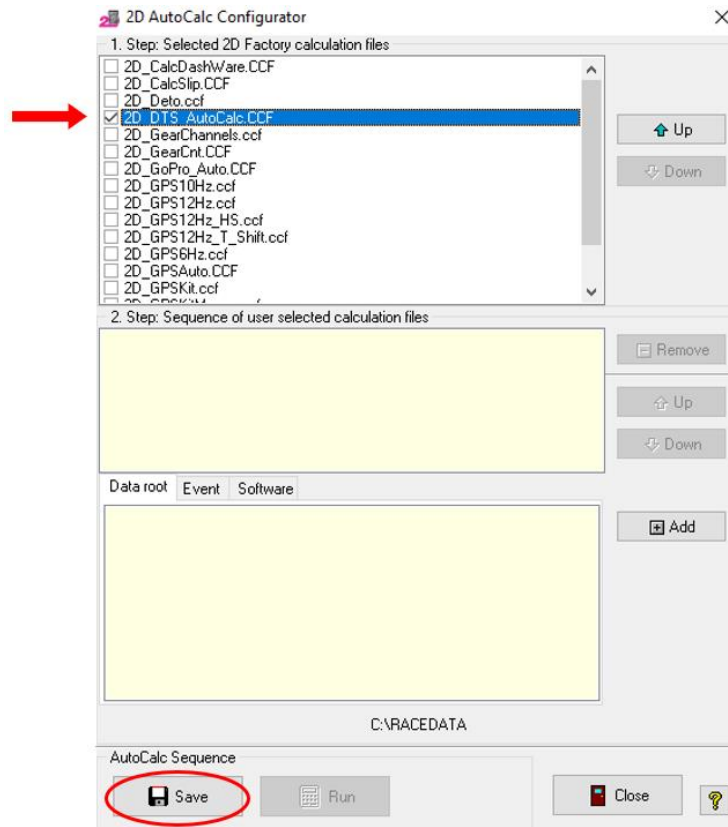 2D AutoCalc Configurator
1. Step: Selected 2D Factory calculation files
2D_CalcDashWare.CCF
2D_CalcSlip.CCF
2D_Deto.ccf
2D_DTS_AutoCalc.CCF
2D_GearChannels.ccf
2D_GearCnt.CCF
2D_GoPro_Auto.CCF
2D_GPS10Hz.ccf
2D_GPS12Hz.ccf
2D_GPS12Hz_HS.ccf
2D_GPS12Hz_T_Shift.ccf
2D_GPS6Hz.ccf
2D_GPSAuto.CCF
2D_GPSKit.ccf
Up
Down
2. Step: Sequence of user selected calculation files
Remove
Up
Down
Data root Event Software
Add
C:\RACEDATA
AutoCalc Sequence
Save Run Close